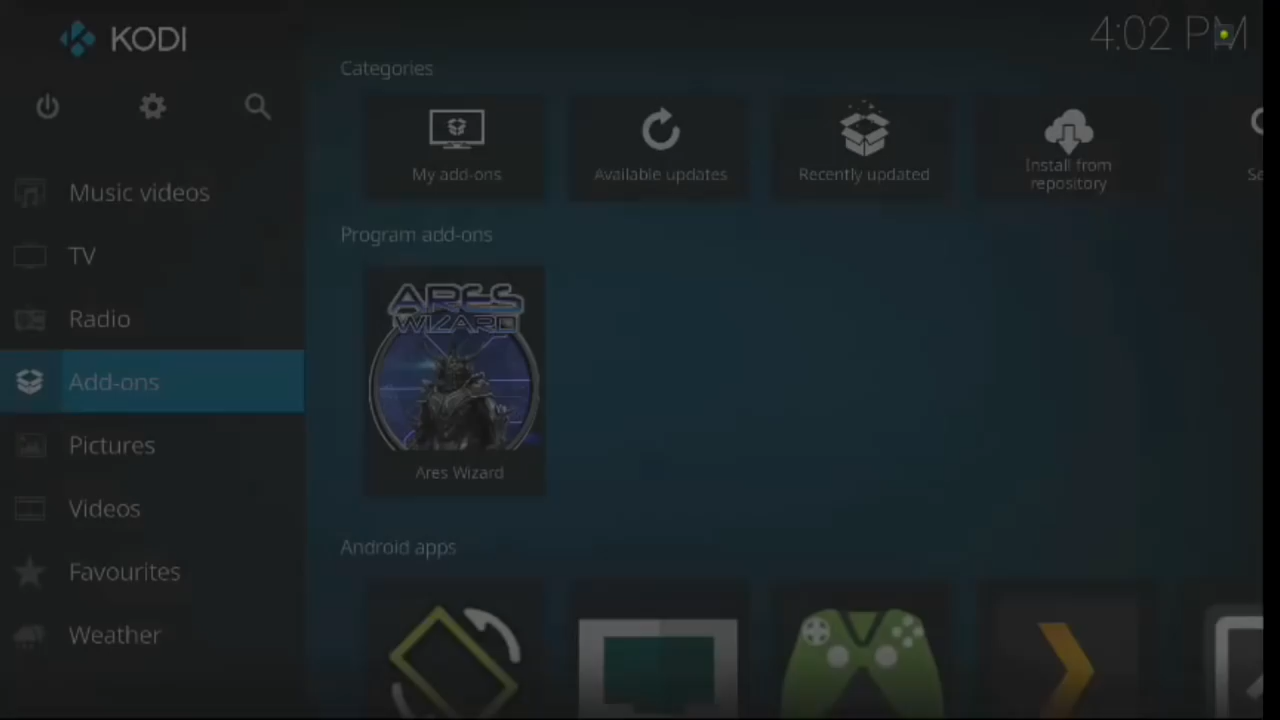 KODI
4:02 PM
Categories
My add-ons
Available updates
Recently updated
Install from
repository
Music videos
TV
Radio
Add-ons
Pictures
Videos
Favourites
Weather
Program add-ons
ARES
WIZARD
Ares Wizard
Android apps